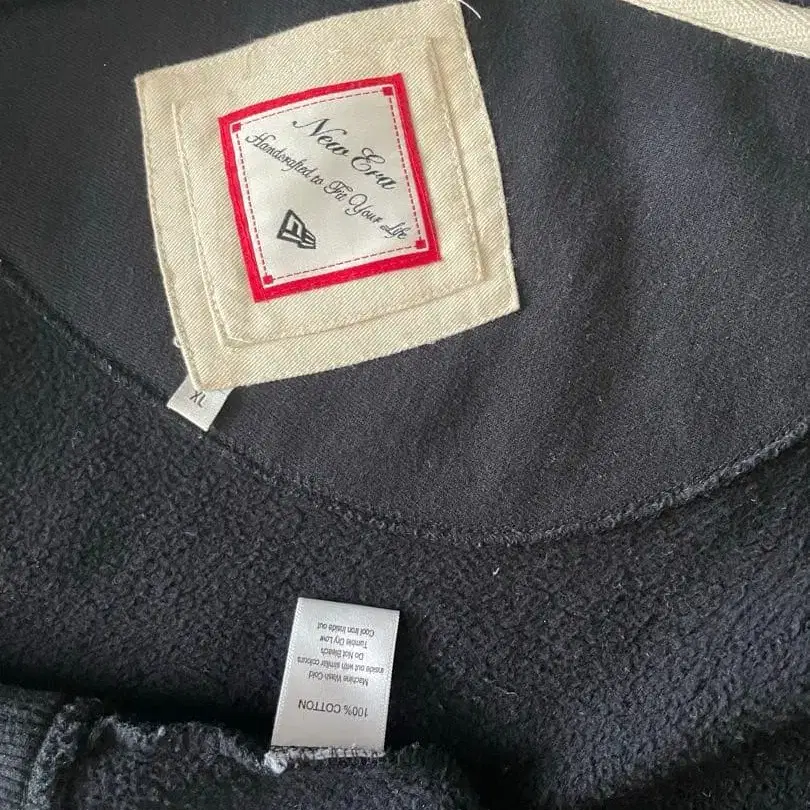 New Era
Handcrafted to Fit Your Life
XL
100% COTTON
Machine Wash Cold
inside out with similar colours
Do Not Bleach
Tumble Dry Low
Cool Iron Inside out